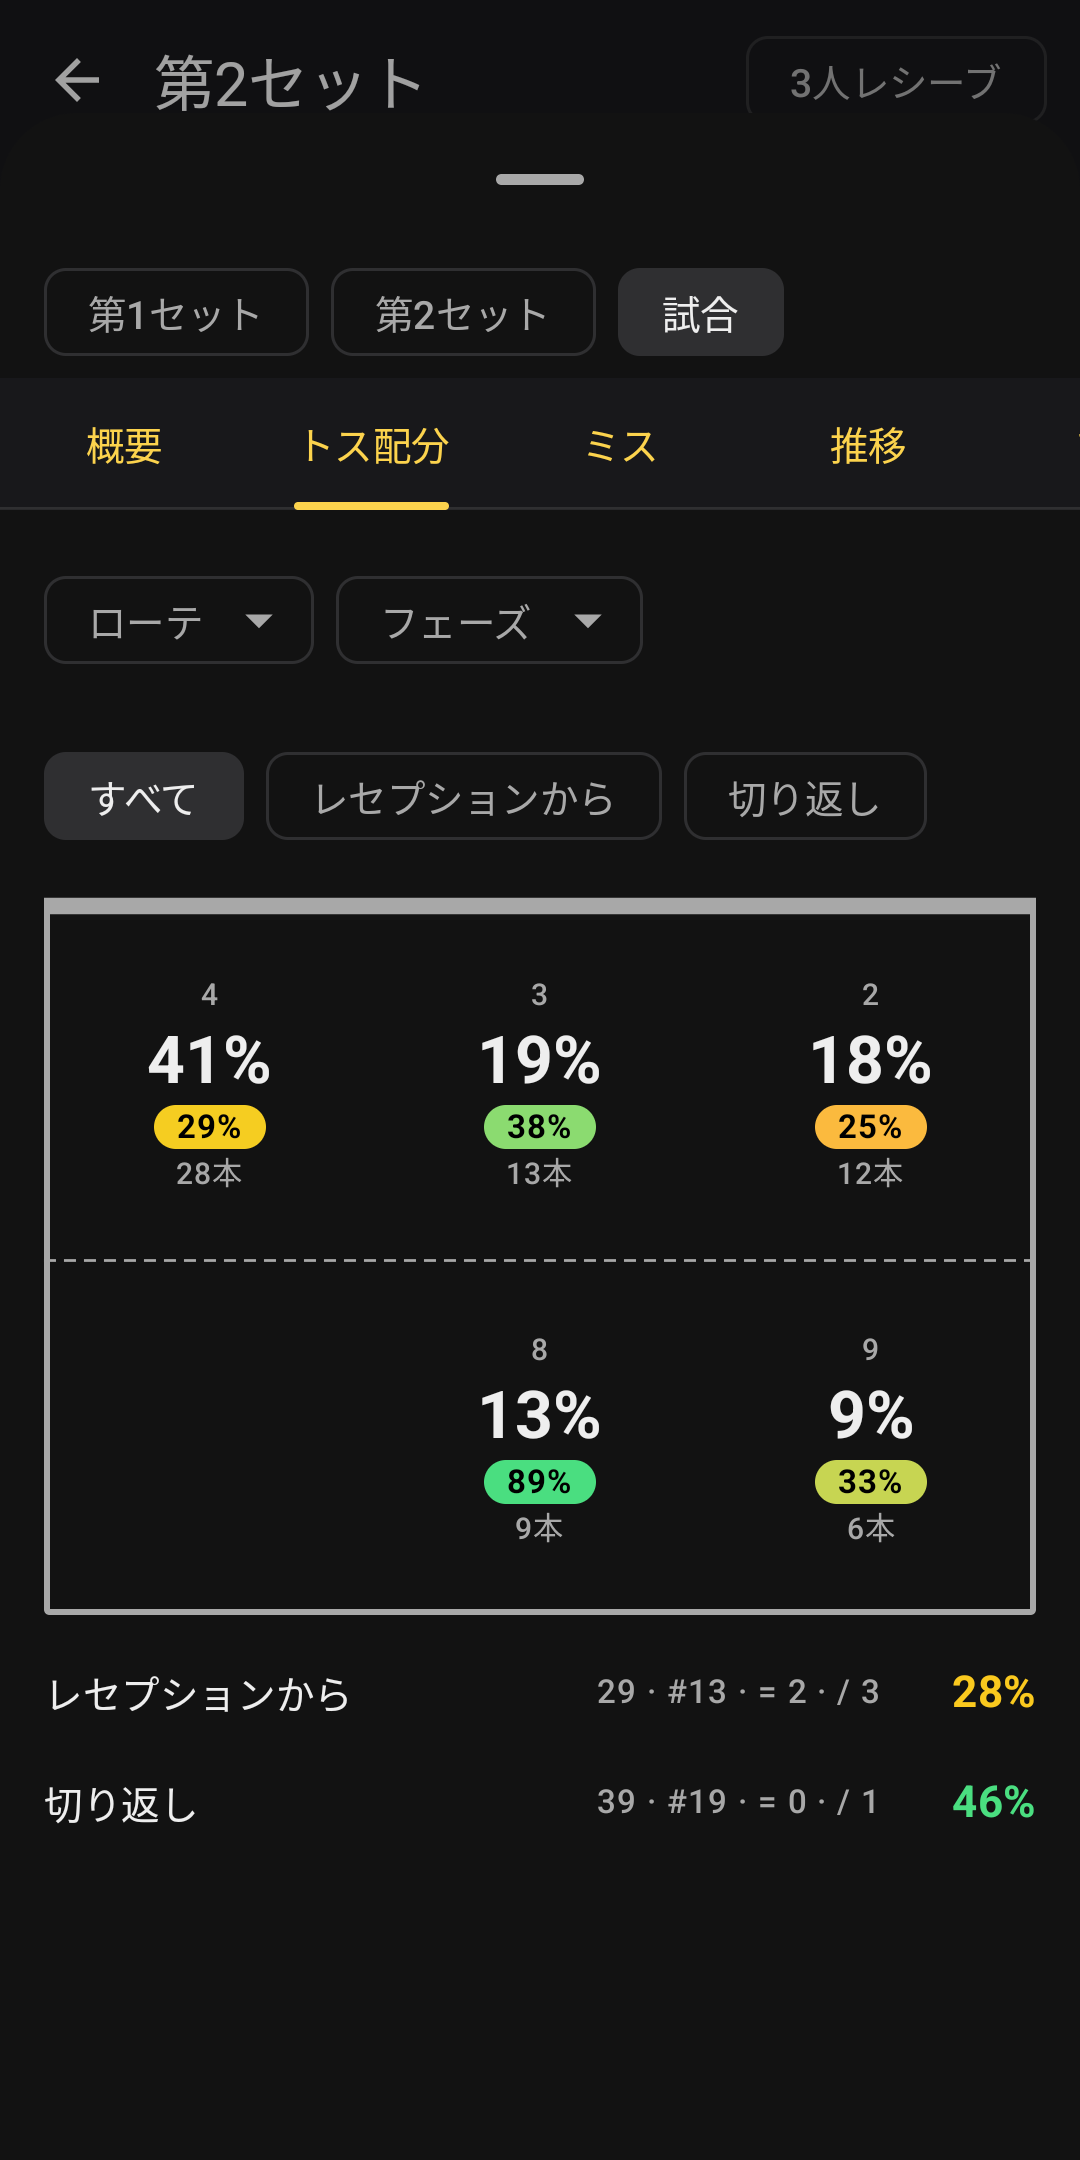 第2セット
3人レシーブ
第1セット 第2セット 試合
概要 トス配分 ミス 推移
ローテ フェーズ
すべて レセプションから 切り返し
4 3 2
41% 19% 18%
29% 38% 25%
28本 13本 12本
8 9
13% 9%
89% 33%
9本 6本
レセプションから 29 · #13 · = 2 · / 3 28%
切り返し 39 · #19 · = 0 · / 1 46%